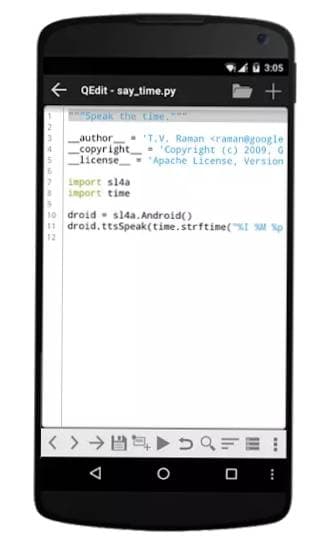 3:05
QEdit - say_time.py
1 """Speak the time."""
2
3 __author__ = 'T.V. Raman <raman@google
4 __copyright__ = 'Copyright (c) 2009, G
5 __license__ = 'Apache License, Version
6
7 import sl4a
8 import time
9
10 droid = sl4a.Android()
11 droid.ttsSpeak(time.strftime("%I %M %p
12